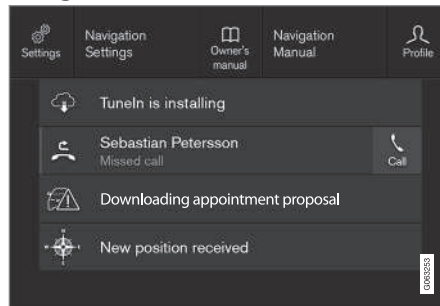 Settings
Navigation
Settings
Owner's
manual
Navigation
Manual
Profile
TuneIn is installing
Sebastian Petersson
Missed call
Call
Downloading appointment proposal
New position received
G063253